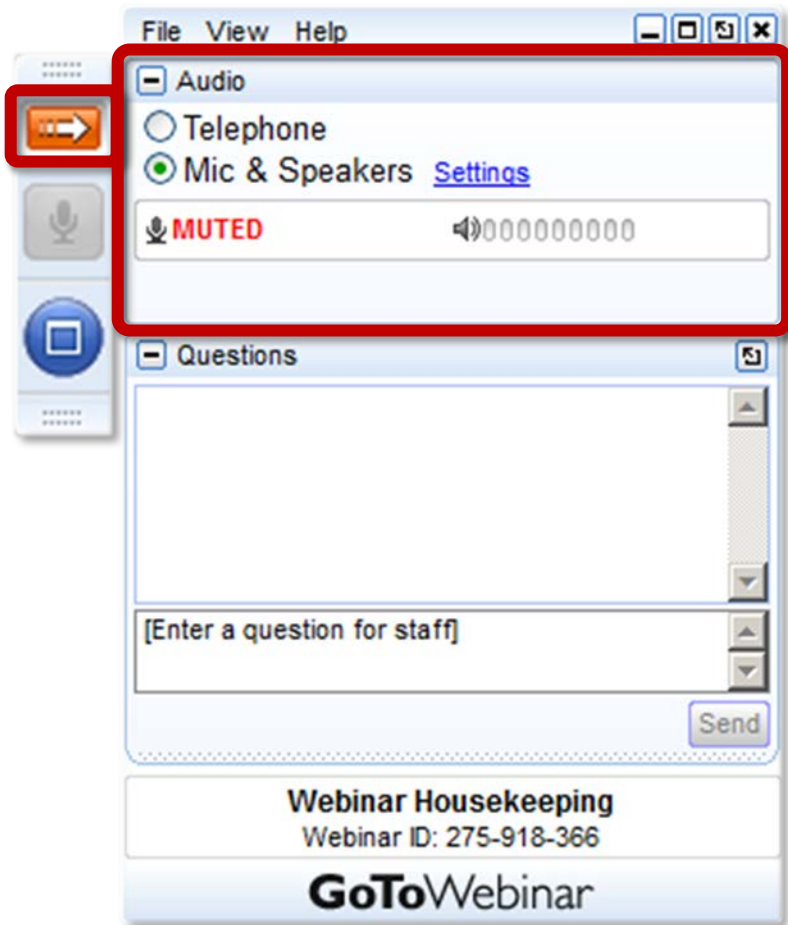 File View Help
Audio
Telephone
Mic & Speakers Settings
MUTED 000000000
Questions
[Enter a question for staff]
Send
Webinar Housekeeping
Webinar ID: 275-918-366
GoToWebinar